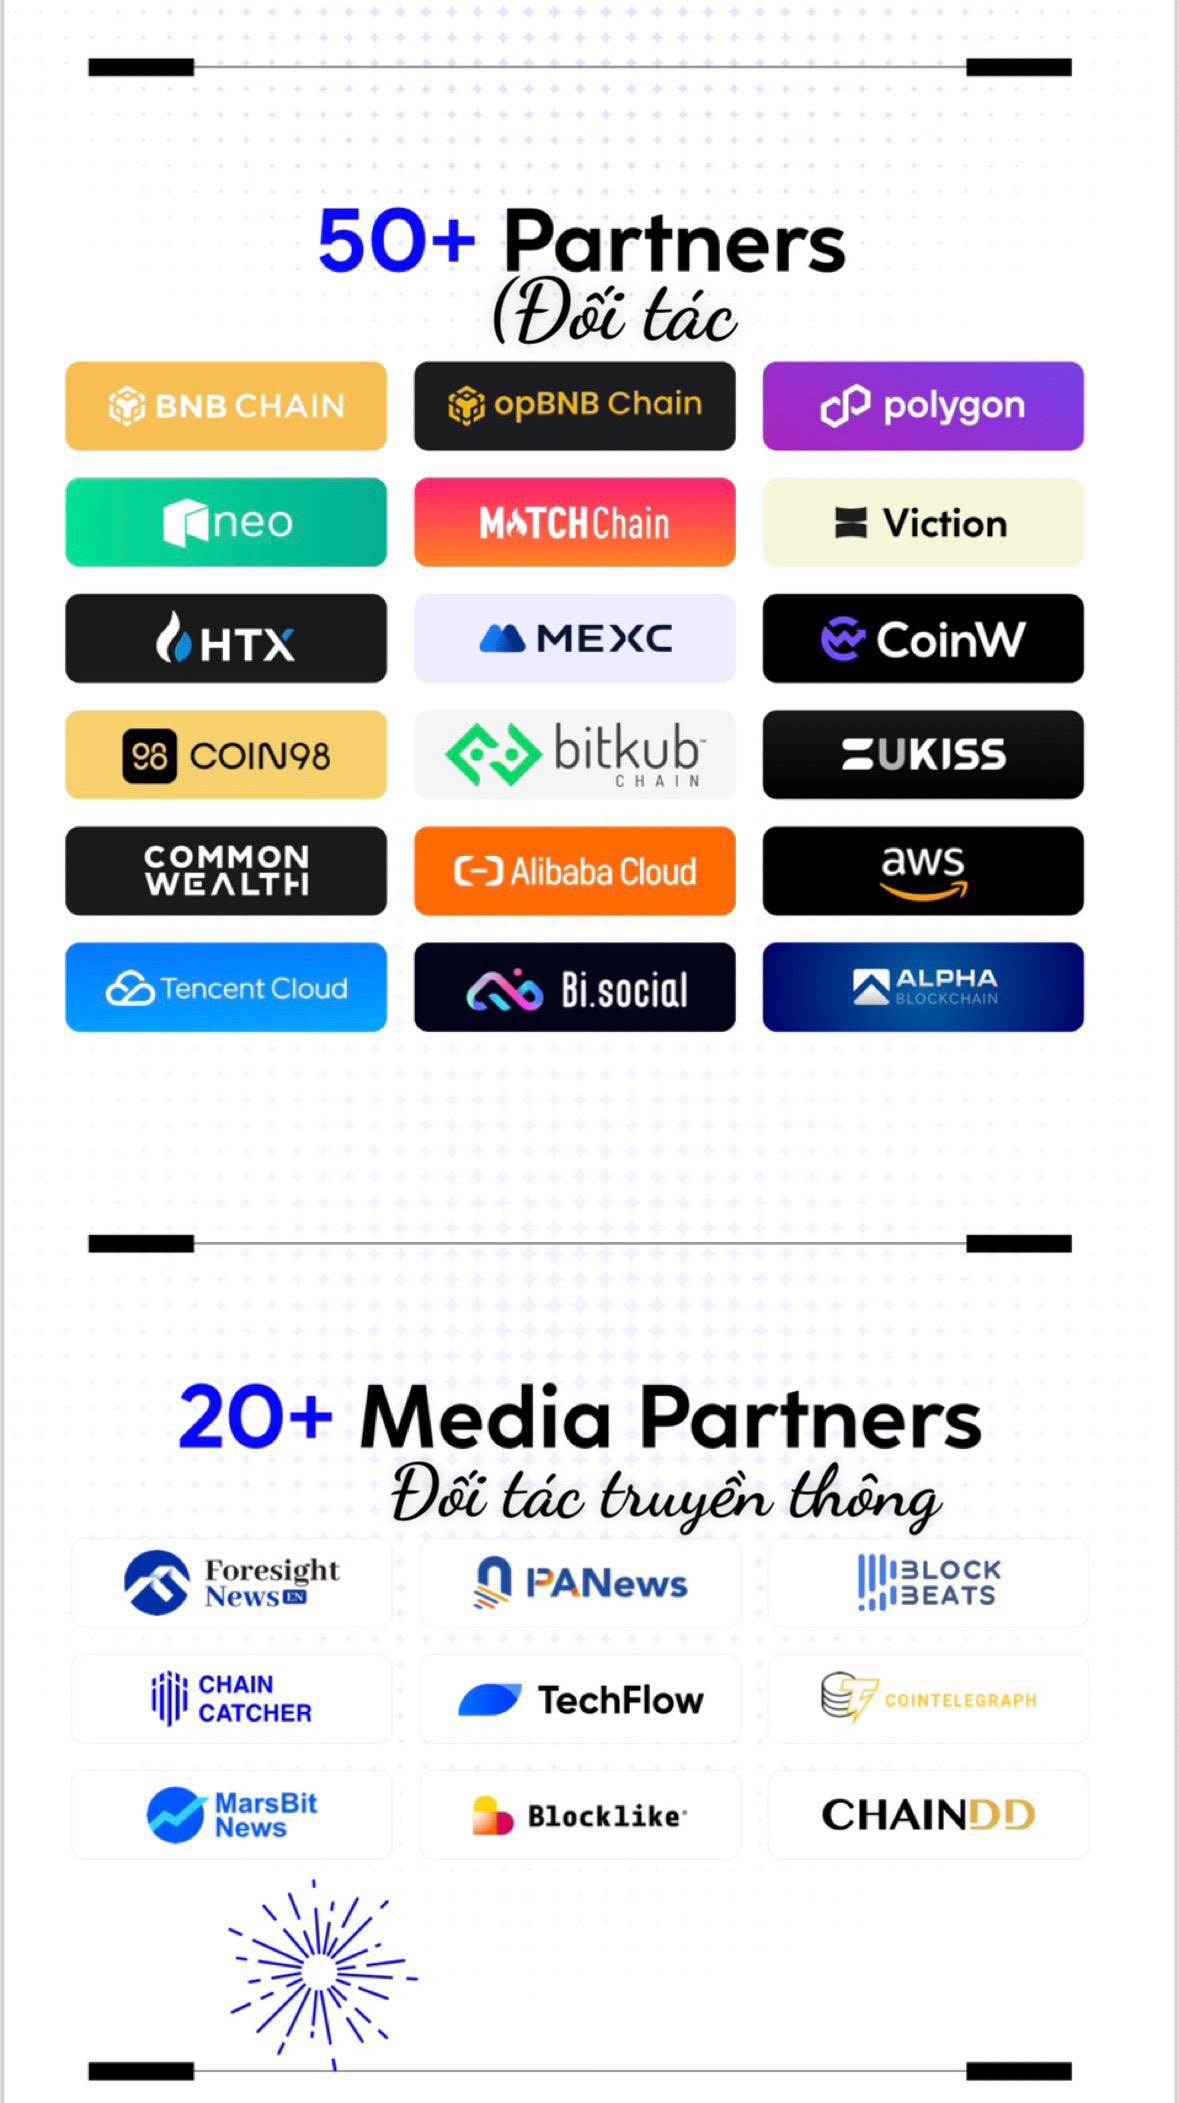 50+ Partners
(Đối tác
BNB CHAIN
opBNB Chain
polygon
neo
MATCH Chain
Viction
HTX
MEXC
CoinW
98 COIN98
bitkub™
CHAIN
UKISS
COMMON
WEALTH
Alibaba Cloud
aws
Tencent Cloud
Bi.social
ALPHA
BLOCKCHAIN
20+ Media Partners
Đối tác truyền thông
Foresight
News EN
PANews
BLOCK
BEATS
CHAIN
CATCHER
TechFlow
COINTELEGRAPH
MarsBit
News
Blocklike
CHAINDD